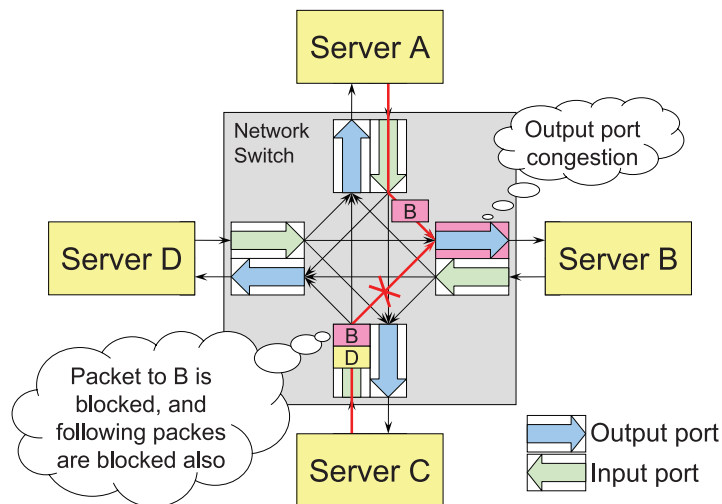 Server A
Network
Switch
Output port
congestion
B
Server D
Server B
B
D
Packet to B is
blocked, and
following packes
are blocked also
Server C
Output port
Input port